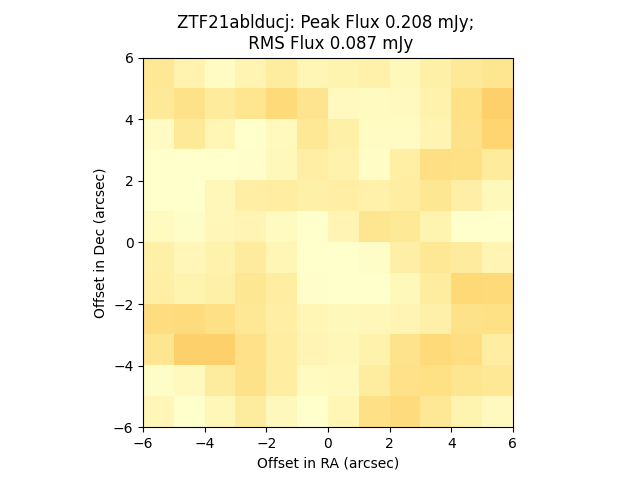 ZTF21ablducj: Peak Flux 0.208 mJy;
RMS Flux 0.087 mJy
6
4
2
0
−2
−4
−6
Offset in Dec (arcsec)
−6 −4 −2 0 2 4 6
Offset in RA (arcsec)